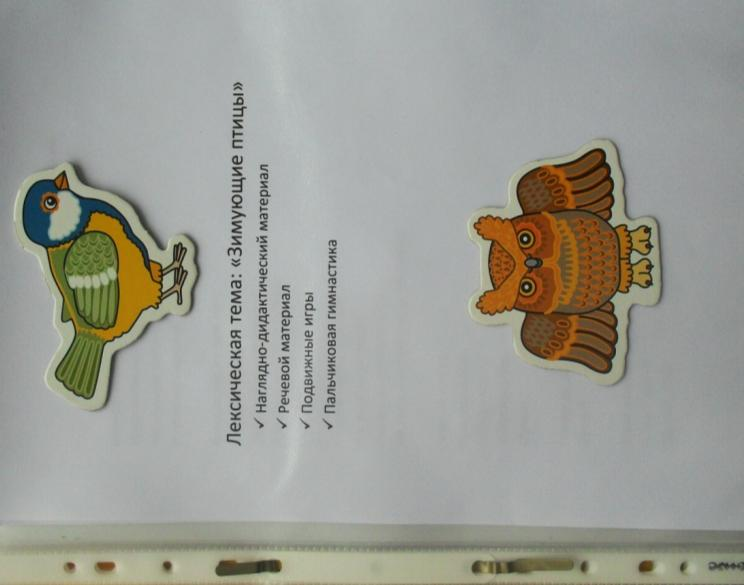 Лексическая тема: «Зимующие птицы»
✓ Наглядно-дидактический материал
✓ Речевой материал
✓ Подвижные игры
✓ Пальчиковая гимнастика